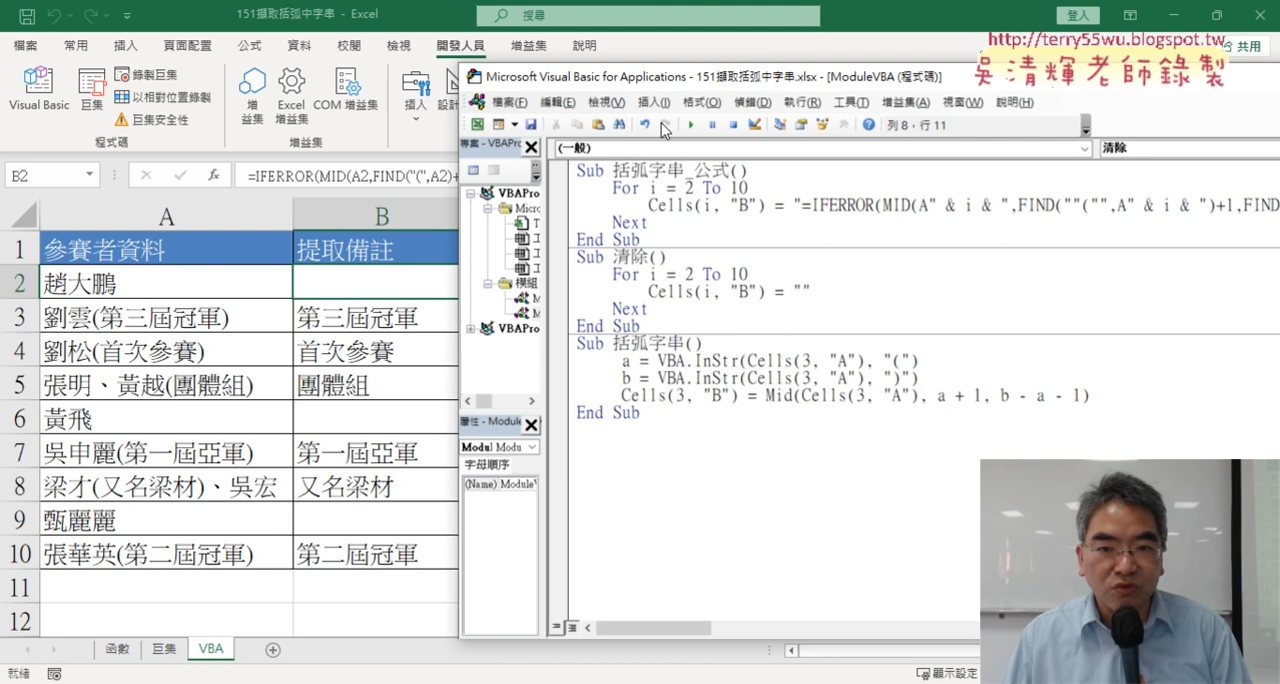 151擷取括弧中字串 - Excel
搜尋
登入
檔案 常用 插入 頁面配置 公式 資料 校閱 檢視 開發人員 增益集 說明
共用
http://terry55wu.blogspot.tw
吳清輝老師錄製
Visual Basic
巨集
錄製巨集
以相對位置錄製
巨集安全性
程式碼
增益集
Excel 增益集
COM 增益集
增益集
插入
B2
=IFERROR(MID(A2,FIND("(",A2)+
Microsoft Visual Basic for Applications - 151擷取括弧中字串.xlsx - [ModuleVBA (程式碼)]
檔案(F) 編輯(E) 檢視(V) 插入(I) 格式(O) 偵錯(D) 執行(R) 工具(T) 增益集(A) 視窗(W) 說明(H)
列 8，行 11
專案 - VBAPro
VBAPro
Micro
模組
VBAPro
屬性 - Module
Modul Modu
字母順序
(Name) Module
(一般)
清除
Sub 括弧字串_公式()
For i = 2 To 10
Cells(i, "B") = "=IFERROR(MID(A" & i & ",FIND(""("",A" & i & ")+1,FIND
Next
End Sub
Sub 清除()
For i = 2 To 10
Cells(i, "B") = ""
Next
End Sub
Sub 括弧字串()
a = VBA.InStr(Cells(3, "A"), "(")
b = VBA.InStr(Cells(3, "A"), ")")
Cells(3, "B") = Mid(Cells(3, "A"), a + 1, b - a - 1)
End Sub
A B
1 參賽者資料 提取備註
2 趙大鵬
3 劉雲(第三屆冠軍) 第三屆冠軍
4 劉松(首次參賽) 首次參賽
5 張明、黃越(團體組) 團體組
6 黃飛
7 吳申麗(第一屆亞軍) 第一屆亞軍
8 梁才(又名梁材)、吳宏 又名梁材
9 甄麗麗
10 張華英(第二屆冠軍) 第二屆冠軍
11
12
函數 巨集 VBA
就緒
顯示設定